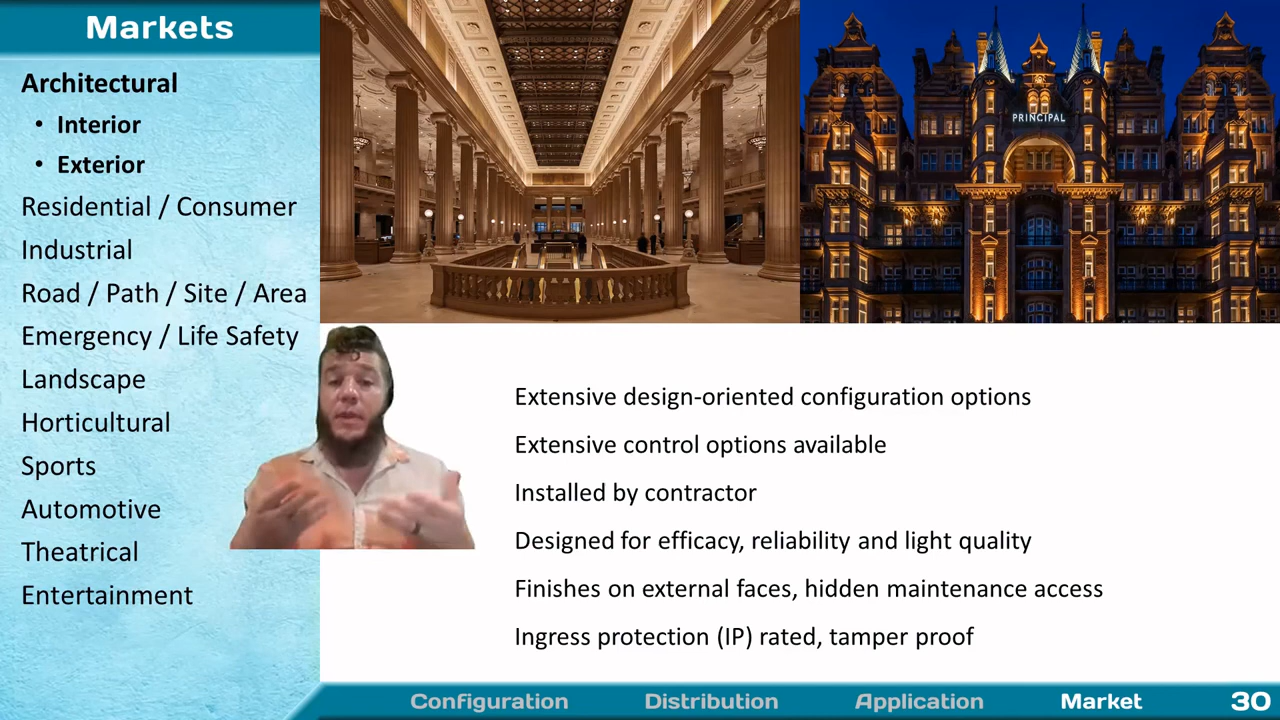 Markets
Architectural
• Interior
• Exterior
Residential / Consumer
Industrial
Road / Path / Site / Area
Emergency / Life Safety
Landscape
Horticultural
Sports
Automotive
Theatrical
Entertainment
PRINCIPAL
Extensive design-oriented configuration options
Extensive control options available
Installed by contractor
Designed for efficacy, reliability and light quality
Finishes on external faces, hidden maintenance access
Ingress protection (IP) rated, tamper proof
Configuration Distribution Application Market 30